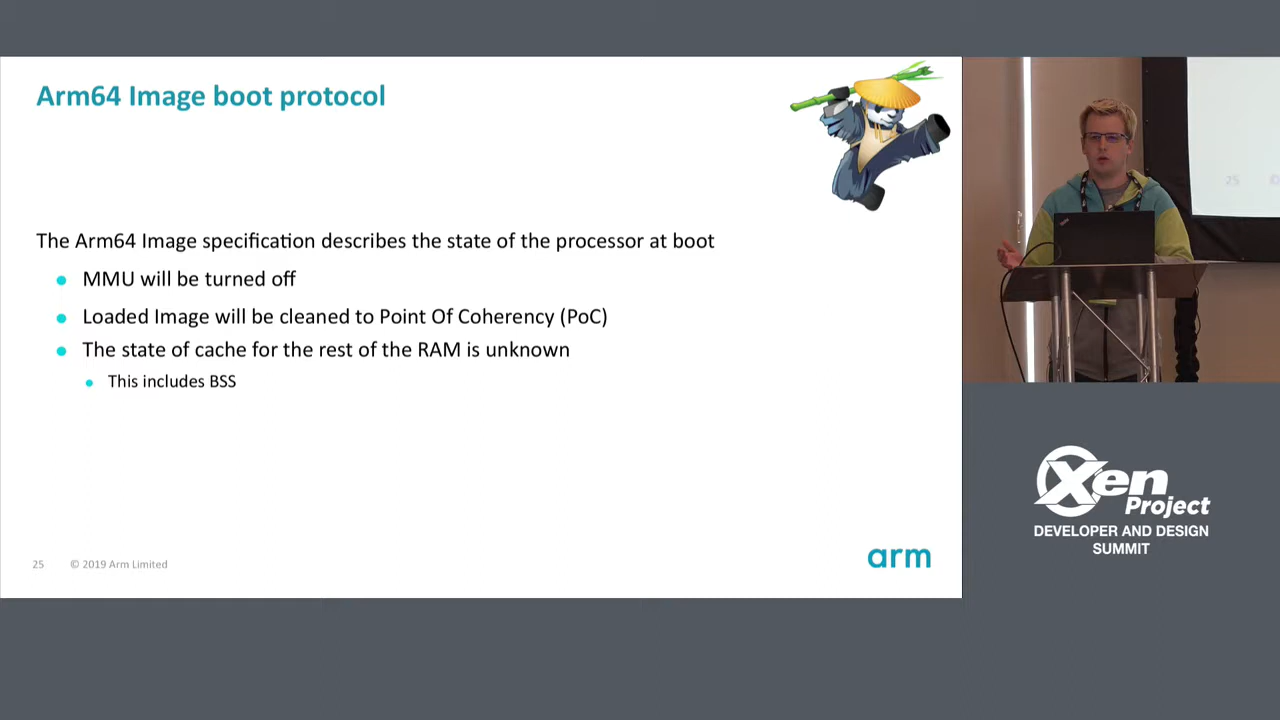 Arm64 Image boot protocol
The Arm64 Image specification describes the state of the processor at boot
MMU will be turned off
Loaded Image will be cleaned to Point Of Coherency (PoC)
The state of cache for the rest of the RAM is unknown
This includes BSS
25 © 2019 Arm Limited
arm
25 ©
Xen
Project
DEVELOPER AND DESIGN
SUMMIT